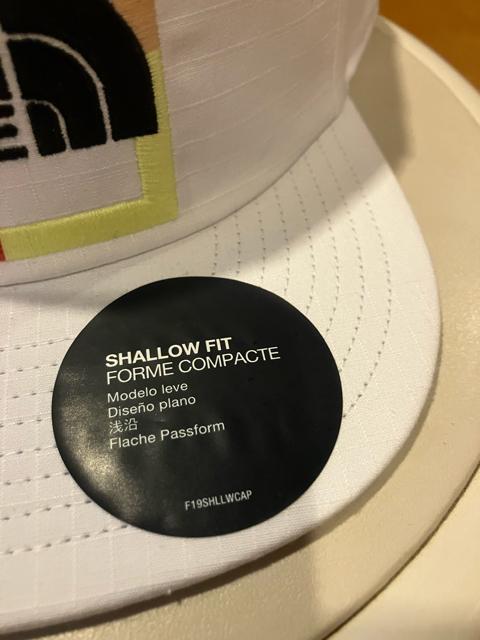 SHALLOW FIT
FORME COMPACTE
Modelo leve
Diseño plano
浅沿
Flache Passform
F19SHLLWCAP